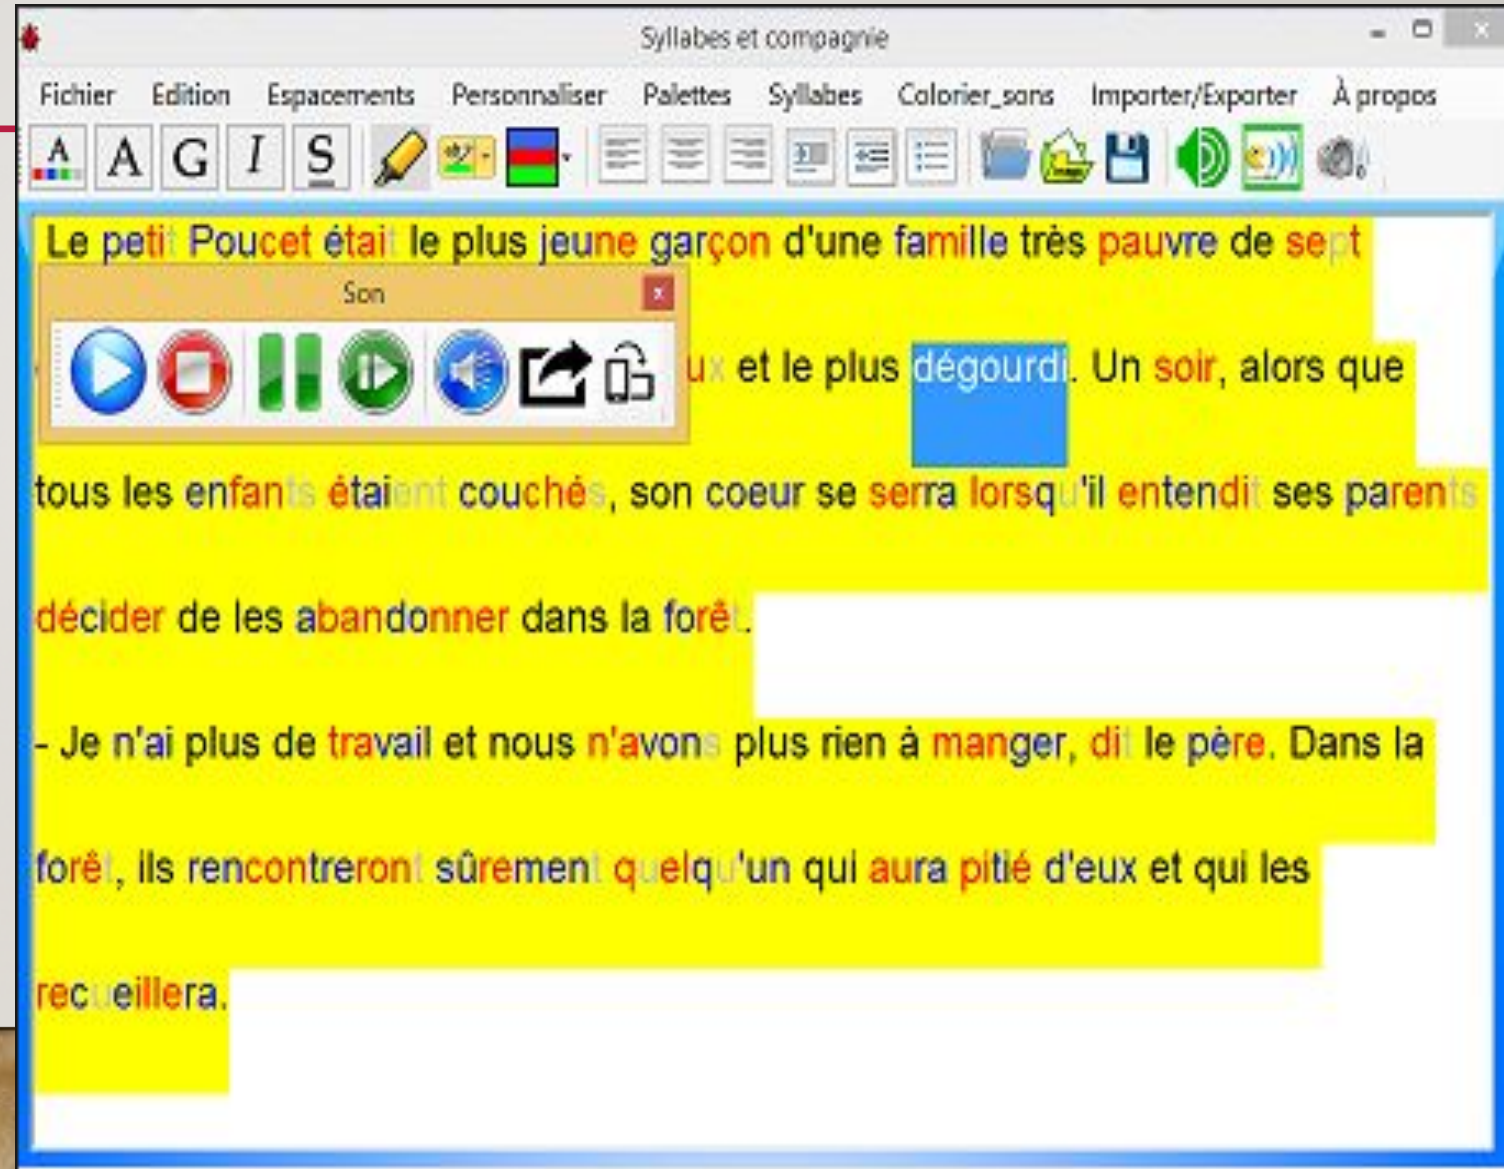 Syllabes et compagnie
Fichier Edition Espacements Personnaliser Palettes Syllabes Colorier_sons Importer/Exporter À propos
A A G I S
Le petit Poucet était le plus jeune garçon d'une famille très pauvre de sept
Son
ux et le plus dégourdi. Un soir, alors que
tous les enfants étaient couchés, son coeur se serra lorsqu'il entendit ses parents
décider de les abandonner dans la forêt.
- Je n'ai plus de travail et nous n'avons plus rien à manger, dit le père. Dans la
forêt, ils rencontreront sûrement quelqu'un qui aura pitié d'eux et qui les
recueillera.